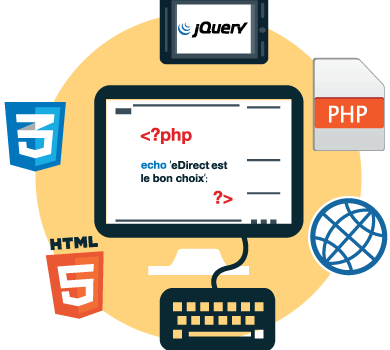 jQuery
<?php
echo 'eDirect est
le bon choix';
?>
PHP
3
HTML
5